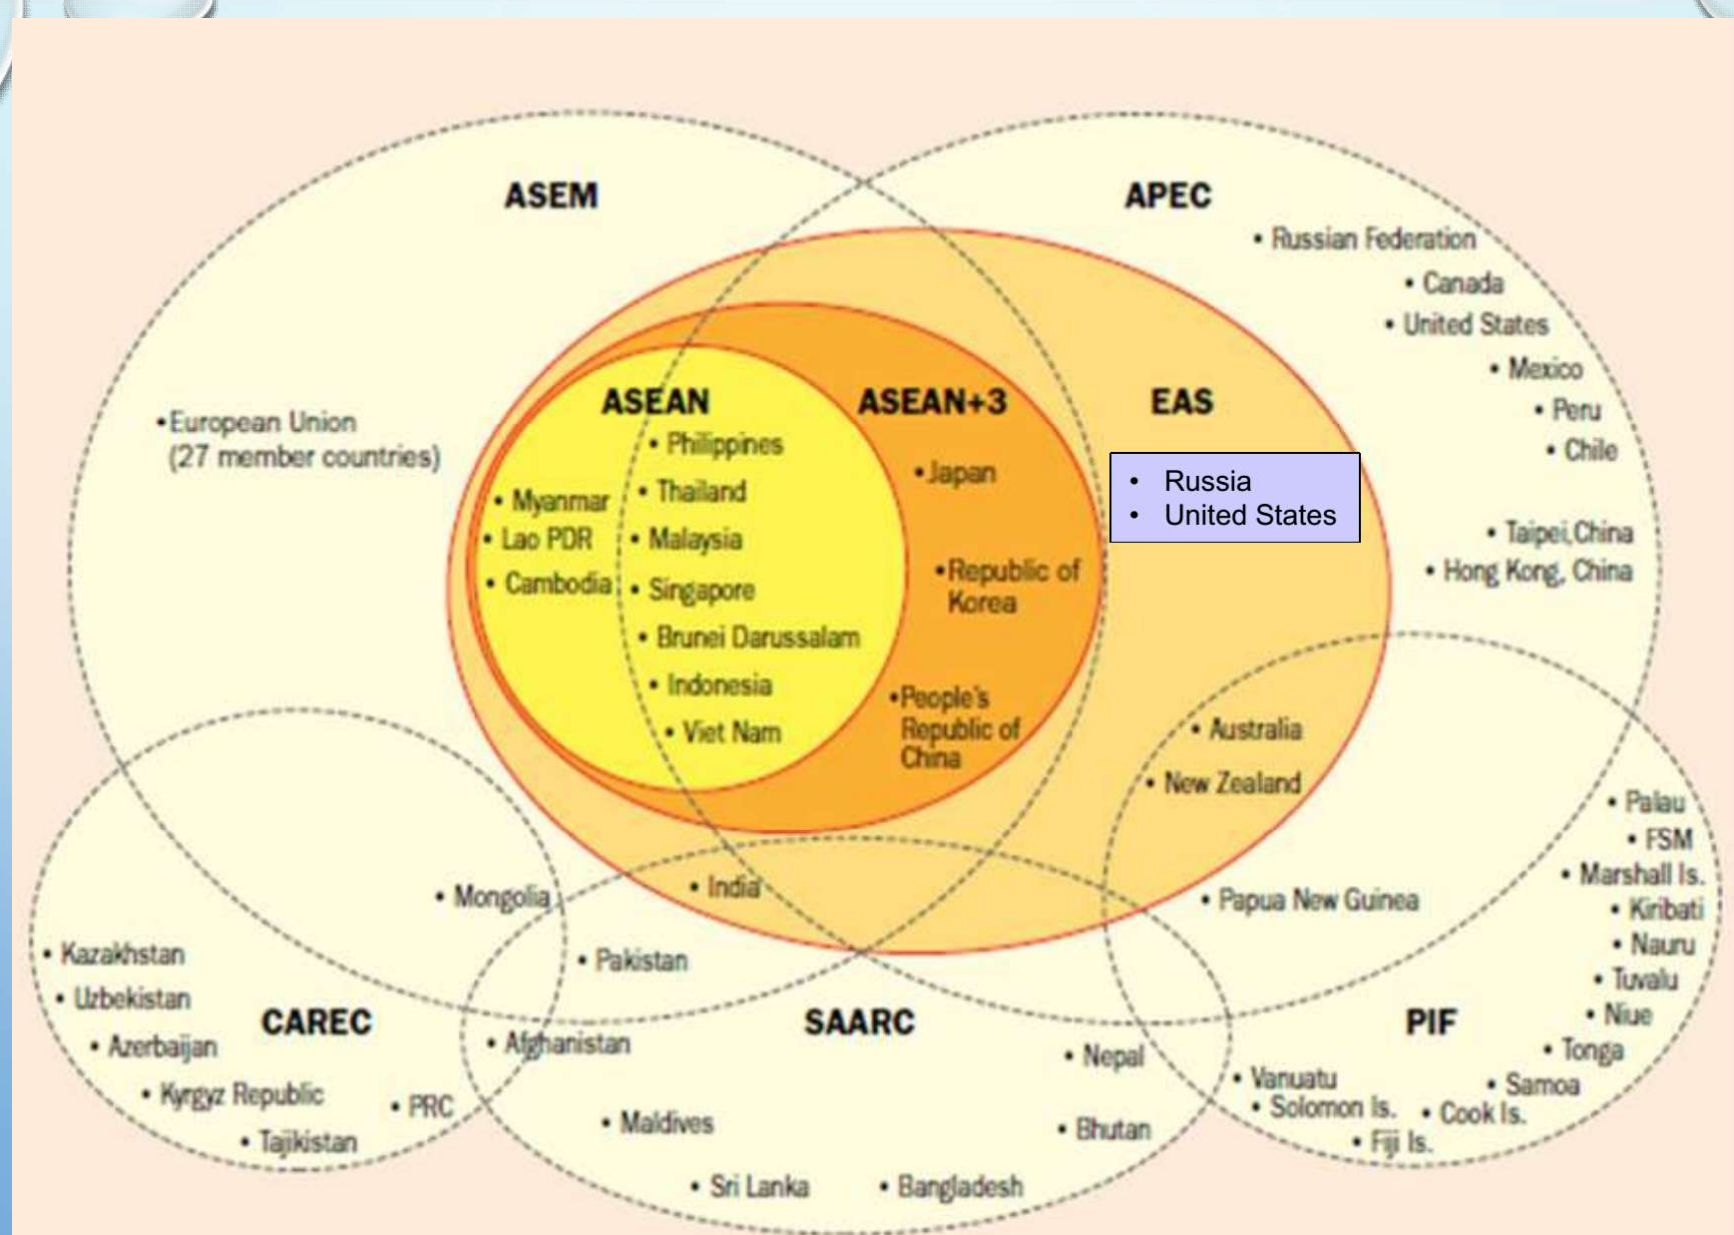 ASEM
APEC
• Russian Federation
• Canada
• United States
• Mexico
• Peru
• Chile
• Taipei,China
• Hong Kong, China
•European Union
(27 member countries)
ASEAN
• Philippines
• Thailand
• Malaysia
• Singapore
• Brunei Darussalam
• Indonesia
• Viet Nam
• Myanmar
• Lao PDR
• Cambodia
ASEAN+3
•Japan
•Republic of
Korea
•People's
Republic of
China
EAS
• Russia
• United States
• Australia
• New Zealand
• Papua New Guinea
• India
• Mongolia
• Pakistan
• Kazakhstan
• Uzbekistan
• Azerbaijan
• Kyrgyz Republic
• Tajikistan
• PRC
CAREC
• Afghanistan
SAARC
• Nepal
• Maldives
• Bhutan
• Sri Lanka
• Bangladesh
PIF
• Palau
• FSM
• Marshall Is.
• Kiribati
• Nauru
• Tuvalu
• Niue
• Tonga
• Samoa
• Vanuatu
• Solomon Is.
• Cook Is.
• Fiji Is.